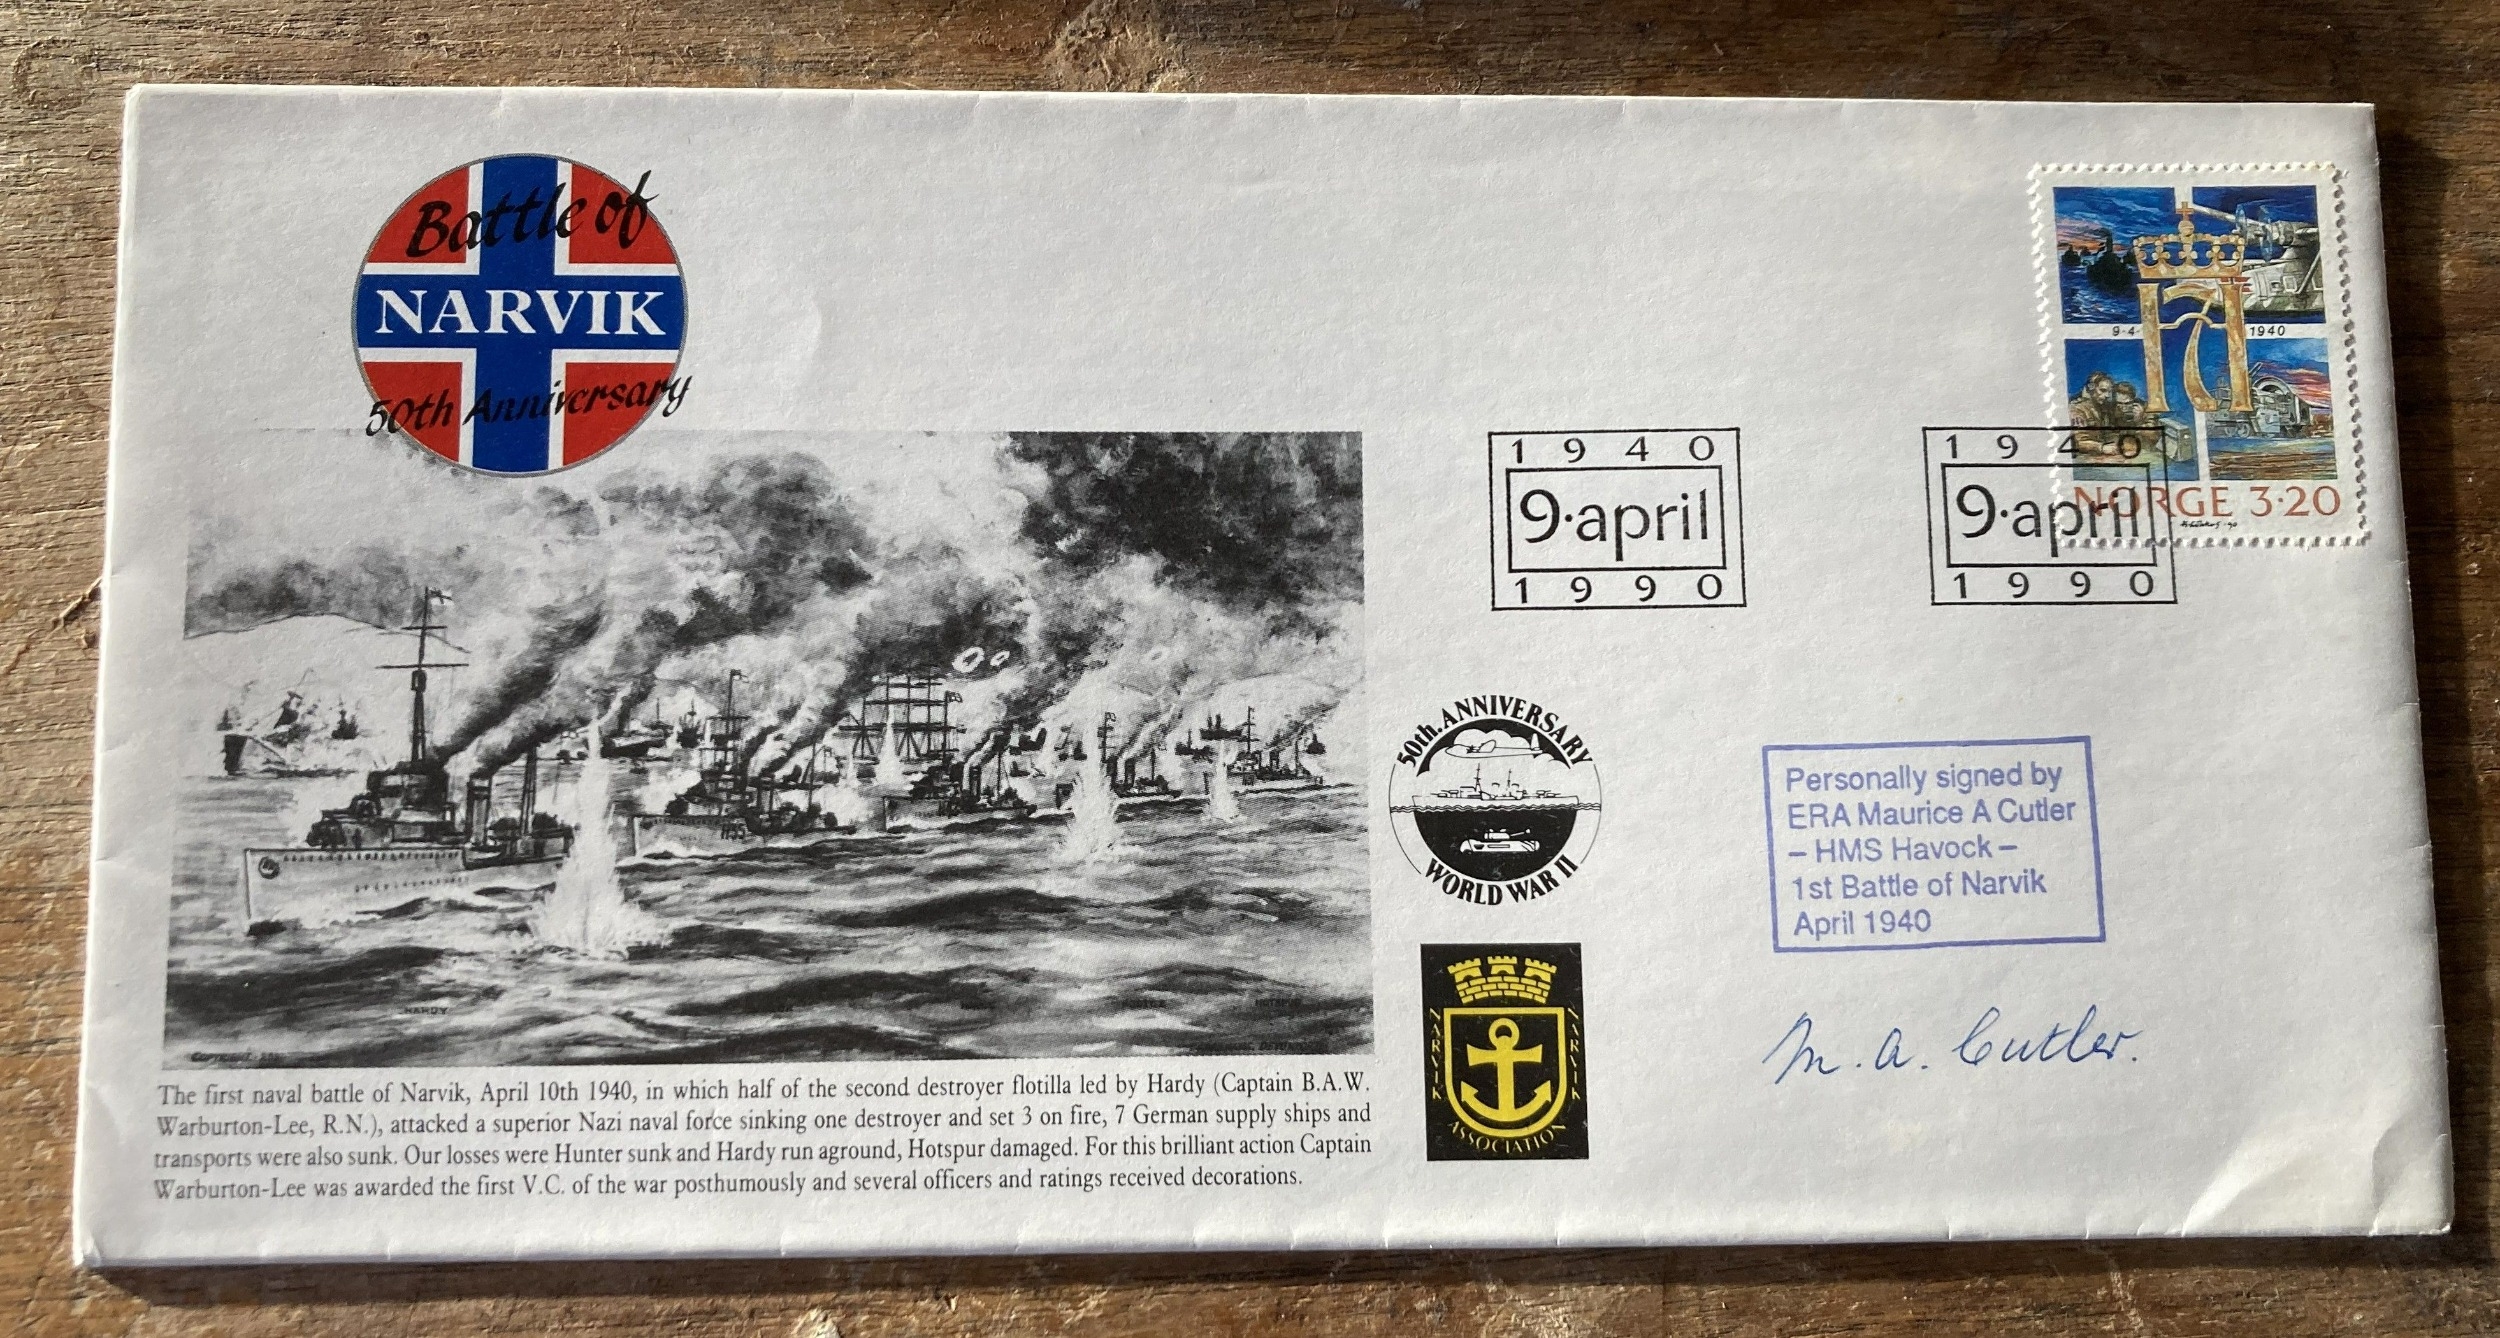 Battle of
NARVIK
50th Anniversary
9·4· 1940
NORGE 3·20
1940
9·april
1990
1940
9·april
1990
50th. ANNIVERSARY
WORLD WAR II
Personally signed by
ERA Maurice A Cutler
– HMS Havock –
1st Battle of Narvik
April 1940
M. A. Cutler.
NARVIK
NARVIK
ASSOCIATION
H35
HARDY
HOTSPUR
The first naval battle of Narvik, April 10th 1940, in which half of the second destroyer flotilla led by Hardy (Captain B.A.W.
Warburton-Lee, R.N.), attacked a superior Nazi naval force sinking one destroyer and set 3 on fire, 7 German supply ships and
transports were also sunk. Our losses were Hunter sunk and Hardy run aground, Hotspur damaged. For this brilliant action Captain
Warburton-Lee was awarded the first V.C. of the war posthumously and several officers and ratings received decorations.